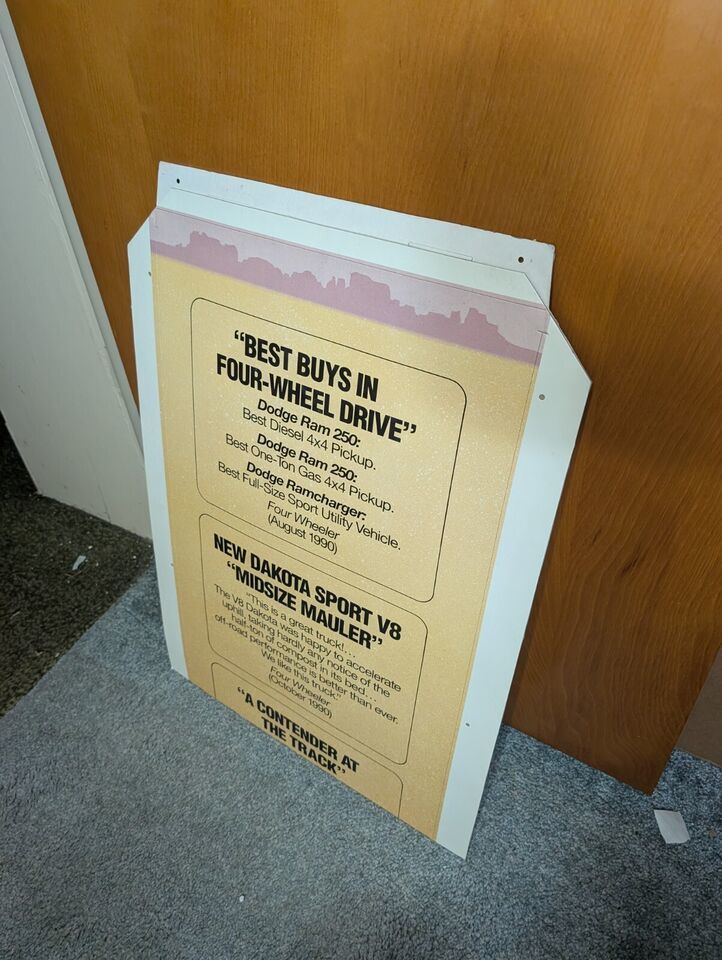 “BEST BUYS IN
FOUR-WHEEL DRIVE”
Dodge Ram 250:
Best Diesel 4x4 Pickup.
Dodge Ram 250:
Best One-Ton Gas 4x4 Pickup.
Dodge Ramcharger:
Best Full-Size Sport Utility Vehicle.
Four Wheeler
(August 1990)
NEW DAKOTA SPORT V8
“MIDSIZE MAULER”
“This is a great truck!...
The V8 Dakota was happy to accelerate
uphill, taking hardly any notice of the
half-ton of compost in its bed...
off-road performance is better than ever.
We like this truck.”
Four Wheeler
(October 1990)
“A CONTENDER AT
THE TRACK”